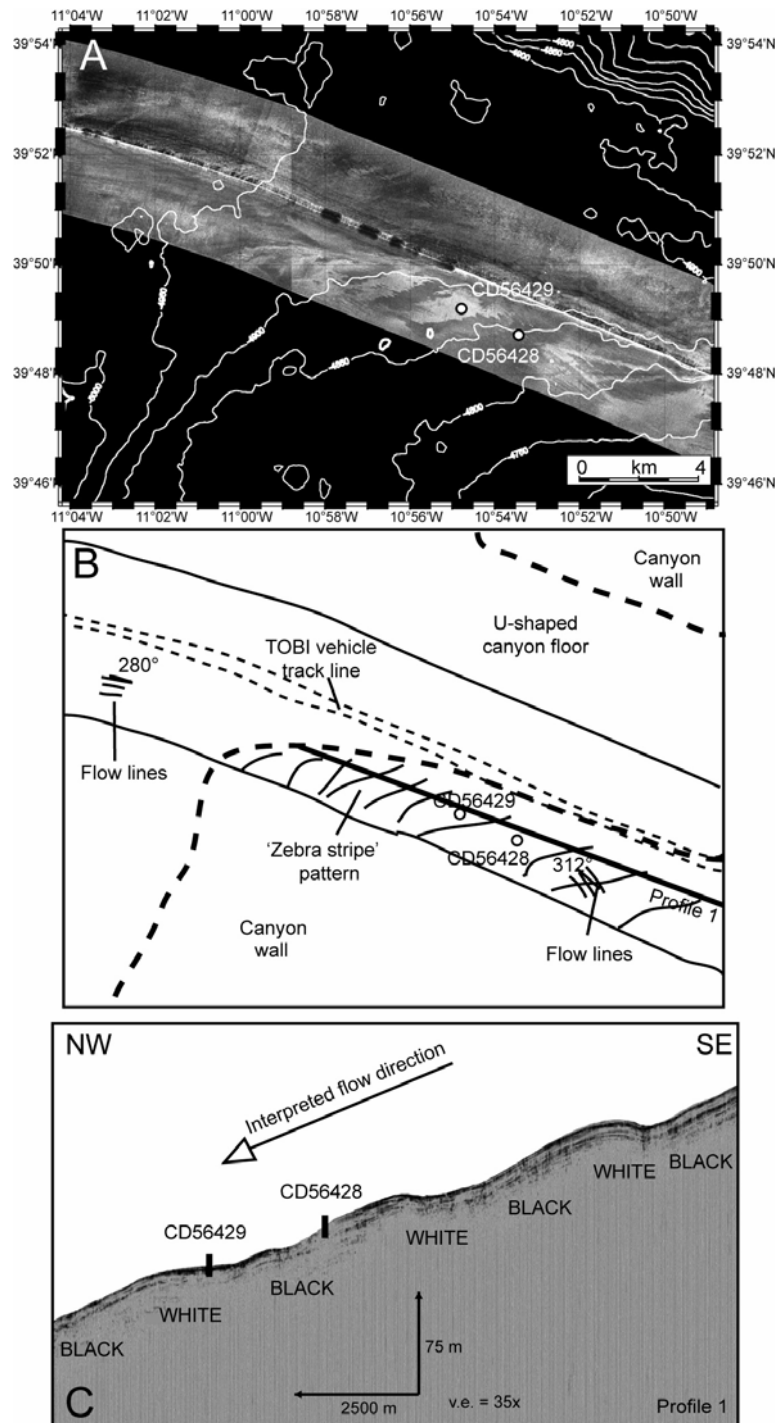 11°04'W 11°02'W 11°00'W 10°58'W 10°56'W 10°54'W 10°52'W 10°50'W
39°54'N 39°54'N
A
39°52'N 39°52'N
39°50'N 39°50'N
CD56429
39°48'N 39°48'N
CD56428
39°46'N 39°46'N
0 km 4
-4800
-4850
-4900
-4800
-4750
11°04'W 11°02'W 11°00'W 10°58'W 10°56'W 10°54'W 10°52'W 10°50'W
B
Canyon
wall
U-shaped
canyon floor
TOBI vehicle
track line
280°
Flow lines
CD56429
CD56428
'Zebra stripe'
pattern
312°
Profile 1
Canyon
wall
Flow lines
NW SE
Interpreted flow direction
CD56428
CD56429
WHITE BLACK
BLACK
WHITE
BLACK
WHITE
BLACK
75 m
2500 m
v.e. = 35x
Profile 1
C